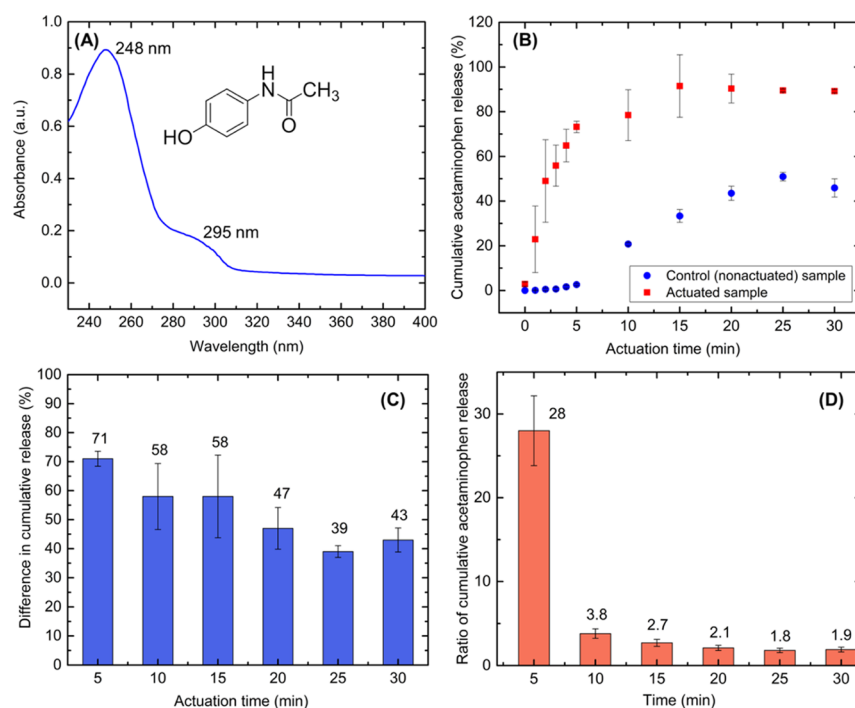 (A)
248 nm
295 nm
H
N
CH3
O
HO
1.0
0.8
0.6
0.4
0.2
0.0
Absorbance (a.u.)
240 260 280 300 320 340 360 380 400
Wavelength (nm)
(B)
120
100
80
60
40
20
0
Cumulative acetaminophen release (%)
Control (nonactuated) sample
Actuated sample
0 5 10 15 20 25 30
Actuation time (min)
(C)
100
90
80
70
60
50
40
30
20
10
0
Difference in cumulative release (%)
71 58 58 47 39 43
5 10 15 20 25 30
Actuation time (min)
(D)
30
20
10
0
Ratio of cumulative acetaminophen release
28 3.8 2.7 2.1 1.8 1.9
5 10 15 20 25 30
Time (min)